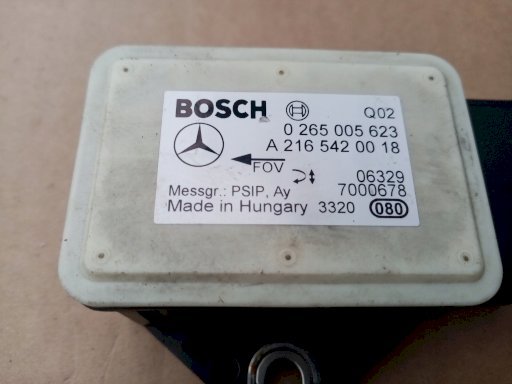 BOSCH Q02
0 265 005 623
A 216 542 00 18
FOV
06329
Messgr.: PSIP, Ay 7000678
Made in Hungary 3320 080